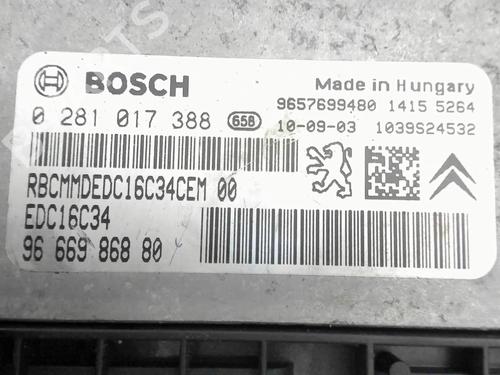 BOSCH
Made in Hungary
9657699480 1415 5264
0 281 017 388 658 10-09-03 1039S24532
RBCMMDEDC16C34CEM 00
EDC16C34
96 669 868 80